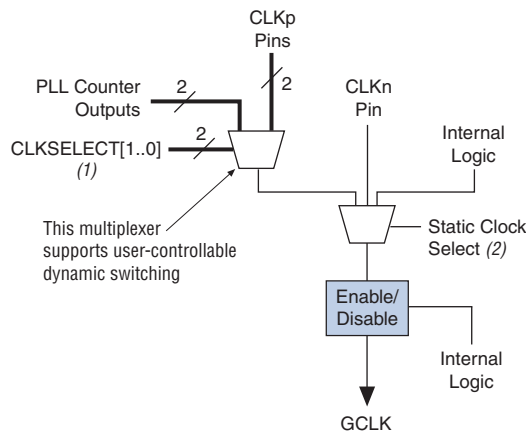 CLKp
Pins
2
PLL Counter
Outputs
2
CLKn
Pin
CLKSELECT[1..0]
(1)
2
Internal
Logic
This multiplexer
supports user-controllable
dynamic switching
Static Clock
Select (2)
Enable/
Disable
Internal
Logic
GCLK